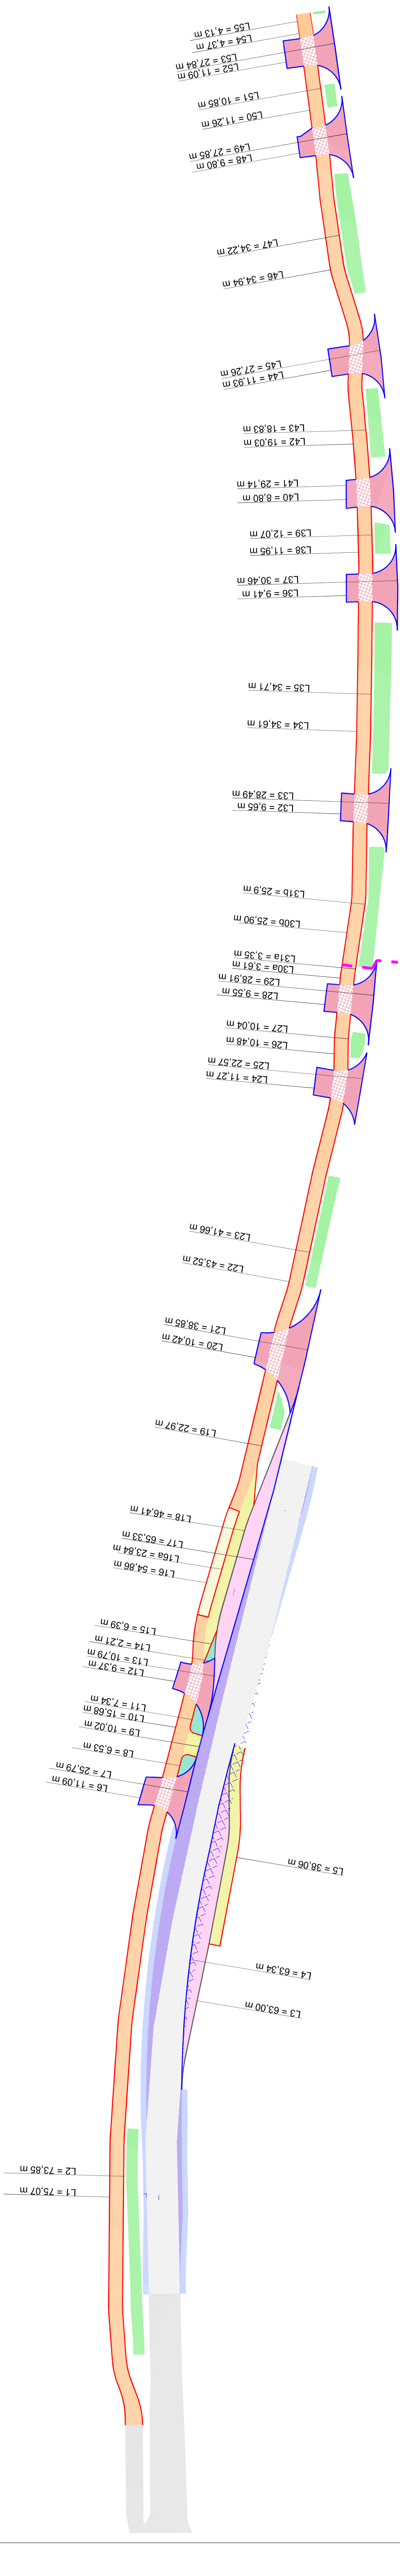 L55 = 4,13 m
L54 = 4,37 m
L53 = 27,84 m
L52 = 11,09 m
L51 = 10,85 m
L50 = 11,26 m
L49 = 27,85 m
L48 = 9,80 m
L47 = 34,22 m
L46 = 34,94 m
L45 = 27,26 m
L44 = 11,93 m
L43 = 18,83 m
L42 = 19,03 m
L41 = 29,14 m
L40 = 8,80 m
L39 = 12,07 m
L38 = 11,95 m
L37 = 30,46 m
L36 = 9,41 m
L35 = 34,71 m
L34 = 34,61 m
L33 = 28,49 m
L32 = 9,65 m
L31b = 25,9 m
L30b = 25,90 m
L31a = 3,35 m
L30a = 3,61 m
L29 = 28,91 m
L28 = 9,55 m
L27 = 10,04 m
L26 = 10,48 m
L25 = 22,57 m
L24 = 11,27 m
L23 = 41,66 m
L22 = 43,52 m
L21 = 38,85 m
L20 = 10,42 m
L19 = 22,97 m
L18 = 46,41 m
L17 = 65,33 m
L16a = 23,84 m
L16 = 54,86 m
L15 = 6,39 m
L14 = 2,21 m
L13 = 10,79 m
L12 = 9,37 m
L11 = 7,34 m
L10 = 15,68 m
L9 = 10,02 m
L8 = 6,53 m
L7 = 25,79 m
L6 = 11,09 m
L5 = 38,06 m
L4 = 63,34 m
L3 = 63,00 m
L2 = 73,85 m
L1 = 75,07 m